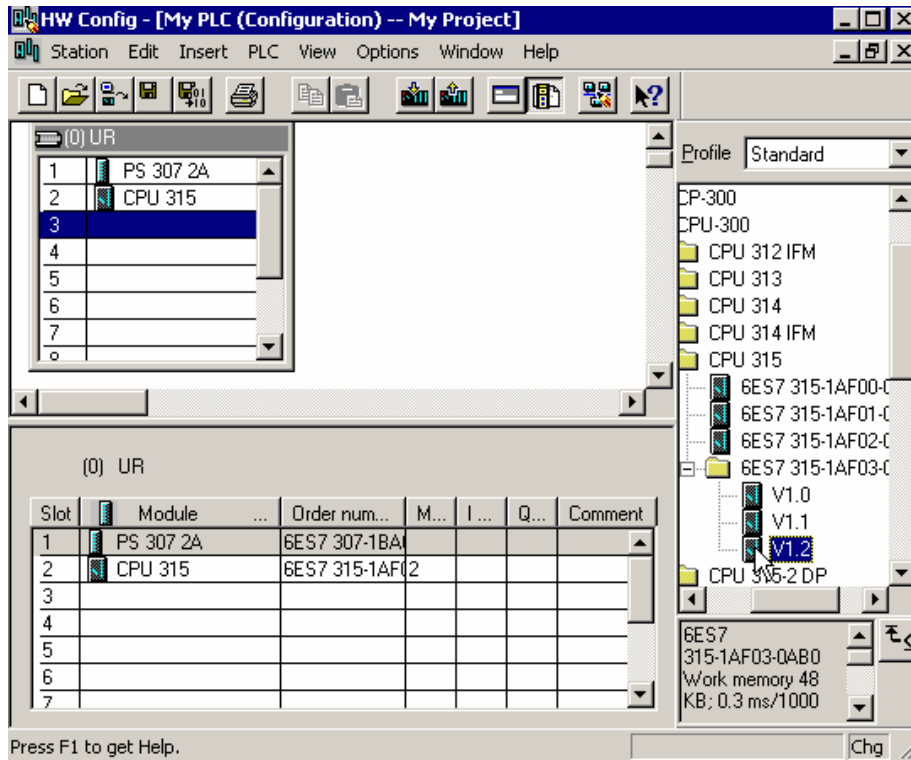 HW Config - [My PLC (Configuration) -- My Project]
Station Edit Insert PLC View Options Window Help
(0) UR
1 PS 307 2A
2 CPU 315
3
4
5
6
7
Profile Standard
CP-300
CPU-300
CPU 312 IFM
CPU 313
CPU 314
CPU 314 IFM
CPU 315
6ES7 315-1AF00-0
6ES7 315-1AF01-0
6ES7 315-1AF02-0
6ES7 315-1AF03-0
V1.0
V1.1
V1.2
CPU 315-2 DP
6ES7
315-1AF03-0AB0
Work memory 48
KB; 0.3 ms/1000
(0) UR
Slot Module ... Order num... M... I ... Q... Comment
1 PS 307 2A 6ES7 307-1BA
2 CPU 315 6ES7 315-1AF0 2
3
4
5
6
7
Press F1 to get Help.
Chg